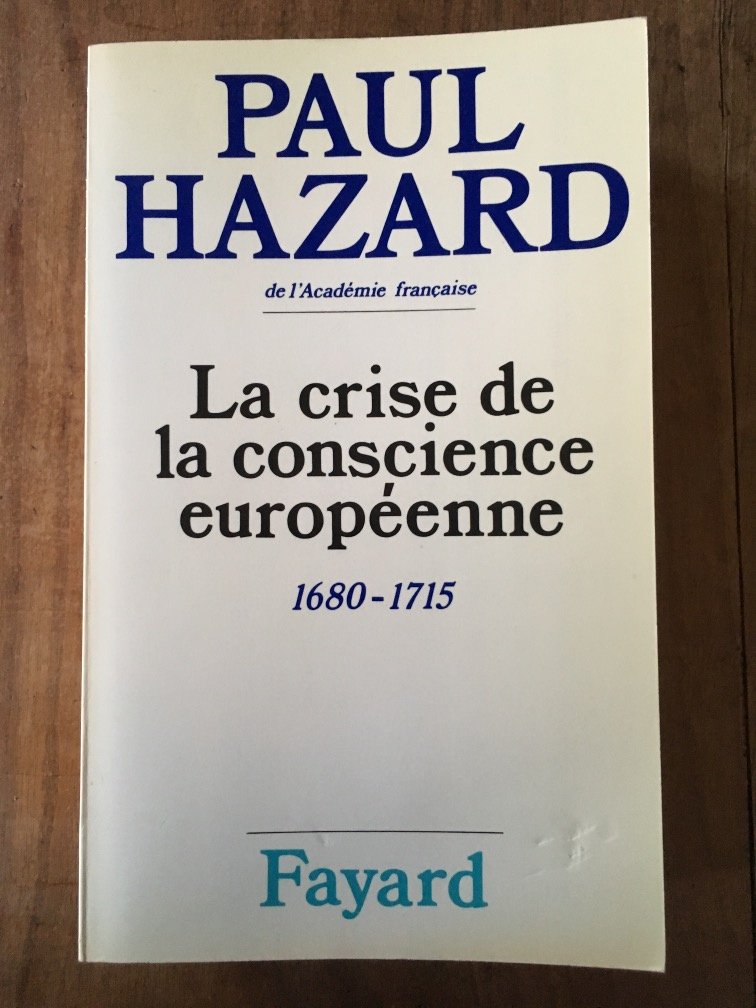 PAUL
HAZARD
de l'Académie française
La crise de
la conscience
européenne
1680-1715
Fayard